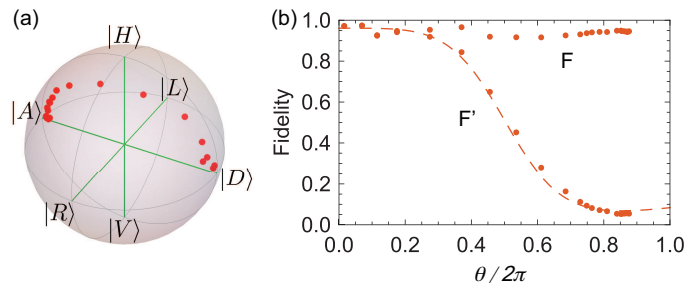 (a)
|H⟩
|L⟩
|A⟩
|D⟩
|R⟩
|V⟩
(b)
1.0
0.8
0.6
0.4
0.2
0.0
Fidelity
F
F'
0.0
0.2
0.4
0.6
0.8
1.0
θ/2π